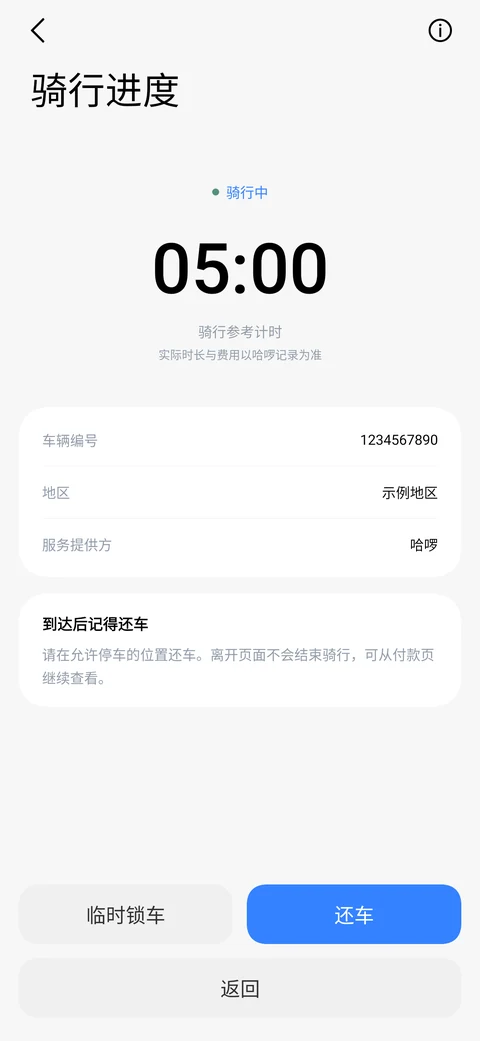 骑行进度
骑行中
05:00
骑行参考计时
实际时长与费用以哈啰记录为准
车辆编号 1234567890
地区 示例地区
服务提供方 哈啰
到达后记得还车
请在允许停车的位置还车。离开页面不会结束骑行，可从付款页
继续查看。
临时锁车 还车
返回